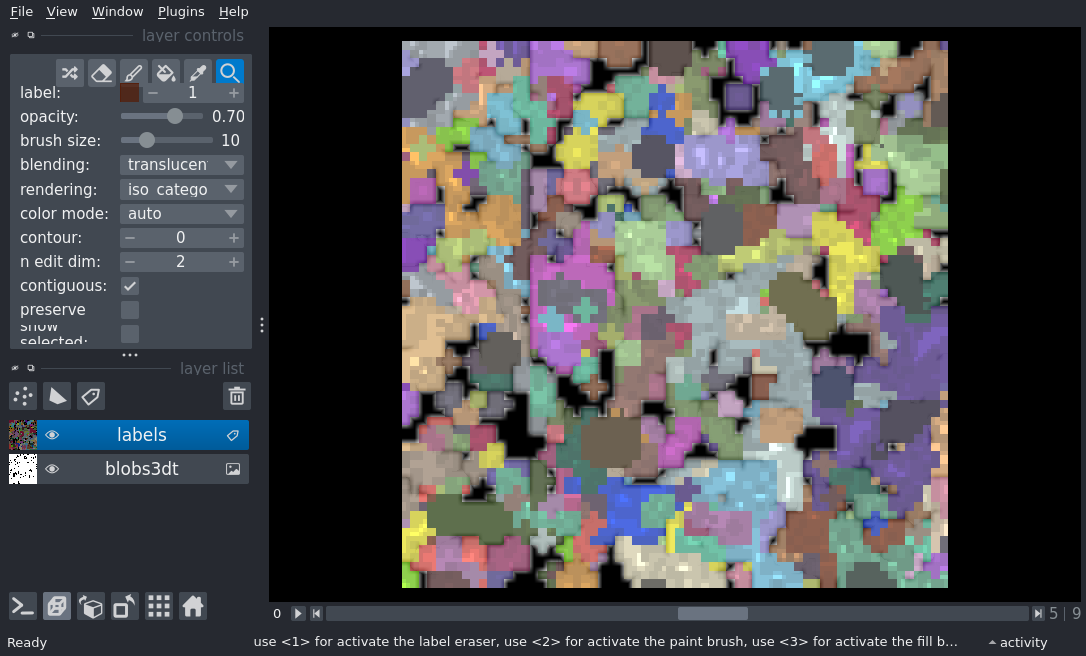 File View Window Plugins Help
layer controls
label: 1
opacity: 0.70
brush size: 10
blending: translucen
rendering: iso_catego
color mode: auto
contour: 0
n edit dim: 2
contiguous:
preserve
show
selected:
layer list
labels
blobs3dt
0 5 | 9
Ready use <1> for activate the label eraser, use <2> for activate the paint brush, use <3> for activate the fill b... activity